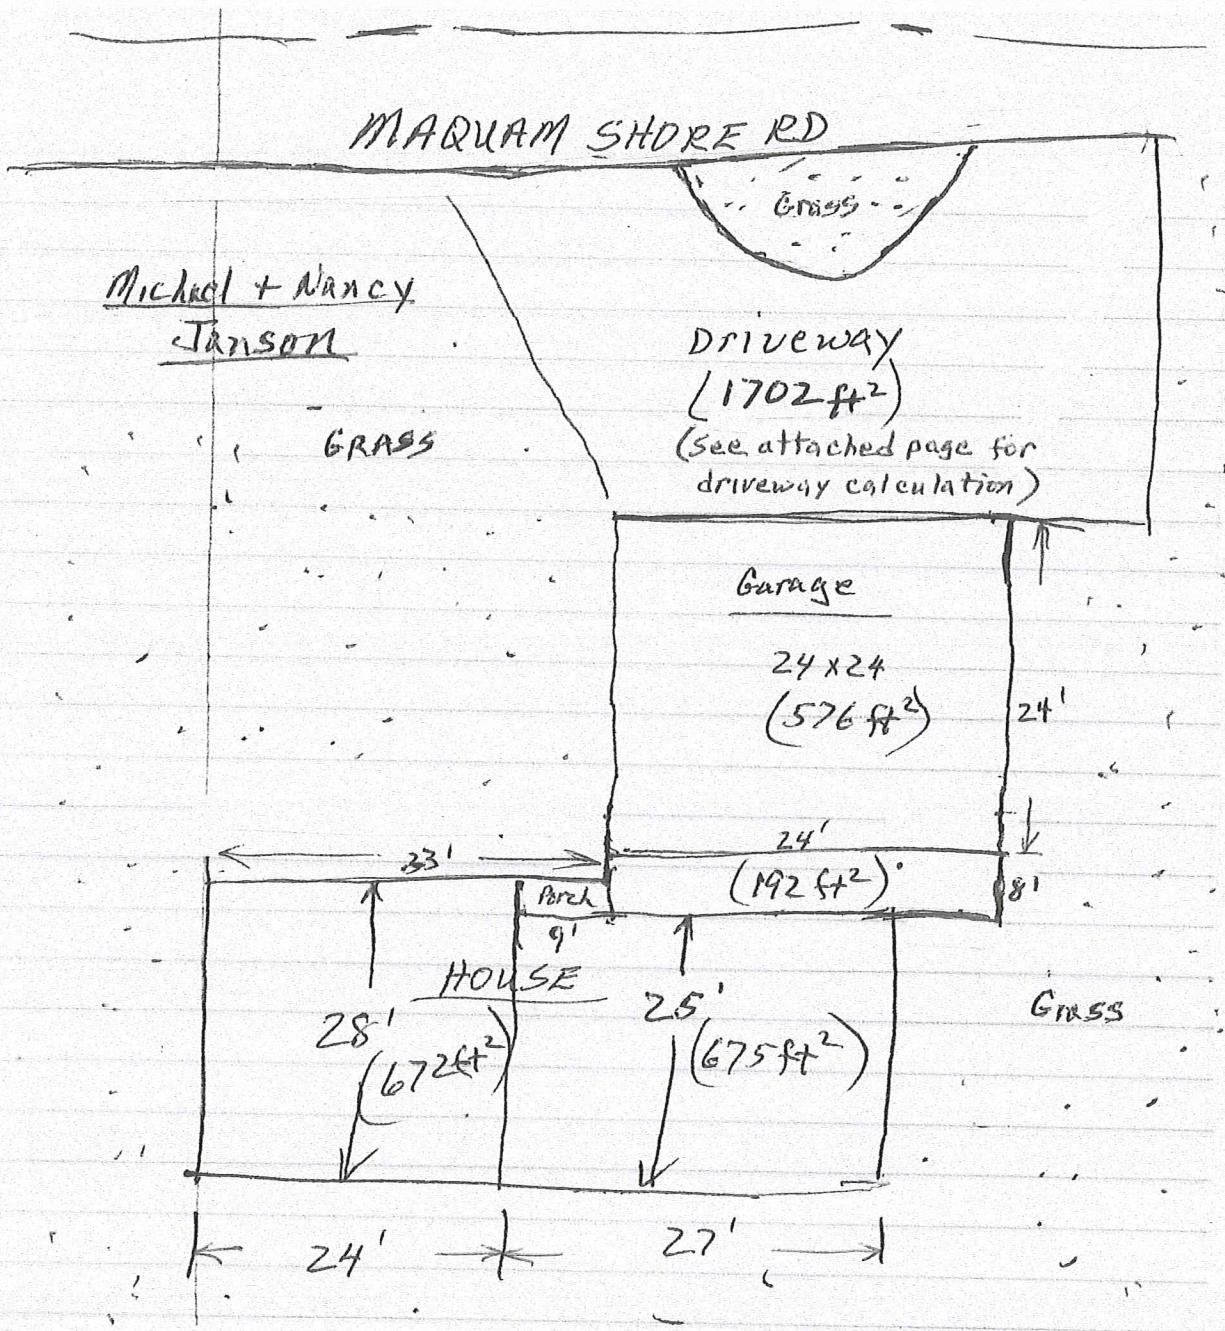 MAQUAM SHORE RD
Grass
Michael + Nancy
Janson
Driveway
(1702 ft²)
(see attached page for
driveway calculation)
GRASS
Garage
24 x 24
(576 ft²)
24'
24'
33'
(192 ft²)
8'
Porch
9'
HOUSE
28'
(672 ft²)
25'
(675 ft²)
Grass
24'
27'